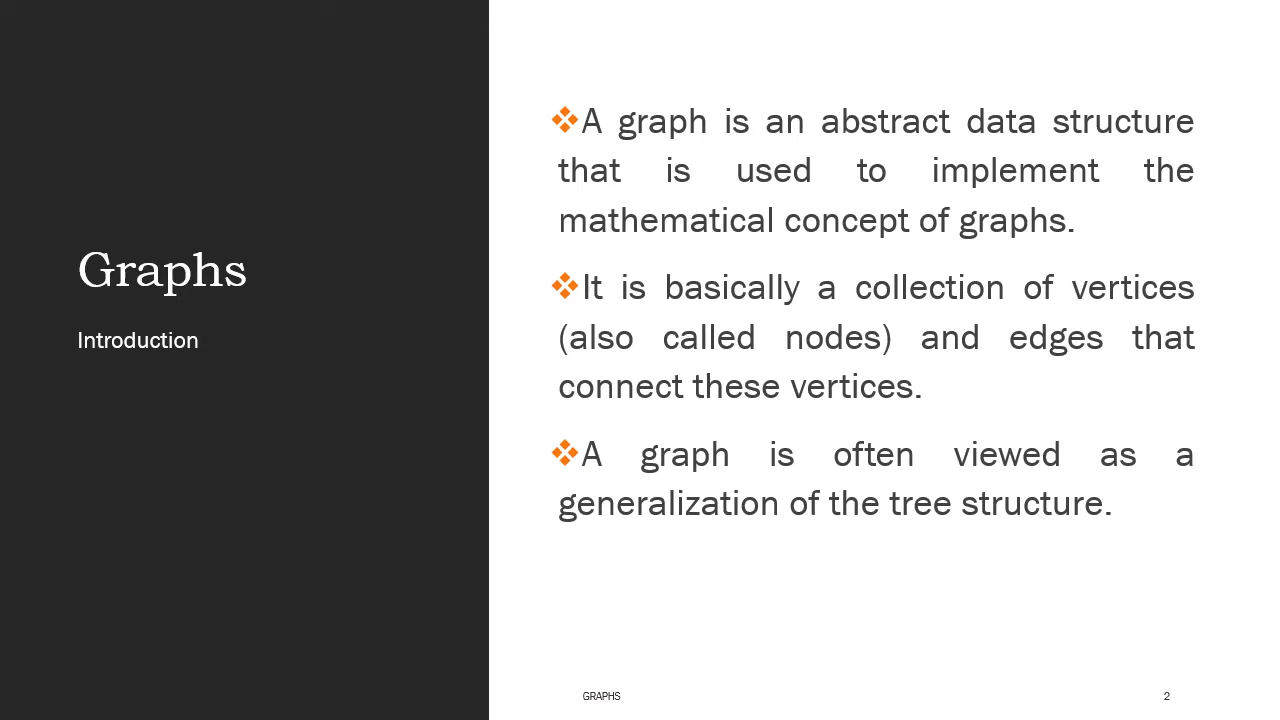 Graphs
Introduction
❖A graph is an abstract data structure
that is used to implement the
mathematical concept of graphs.
❖It is basically a collection of vertices
(also called nodes) and edges that
connect these vertices.
❖A graph is often viewed as a
generalization of the tree structure.
GRAPHS
2